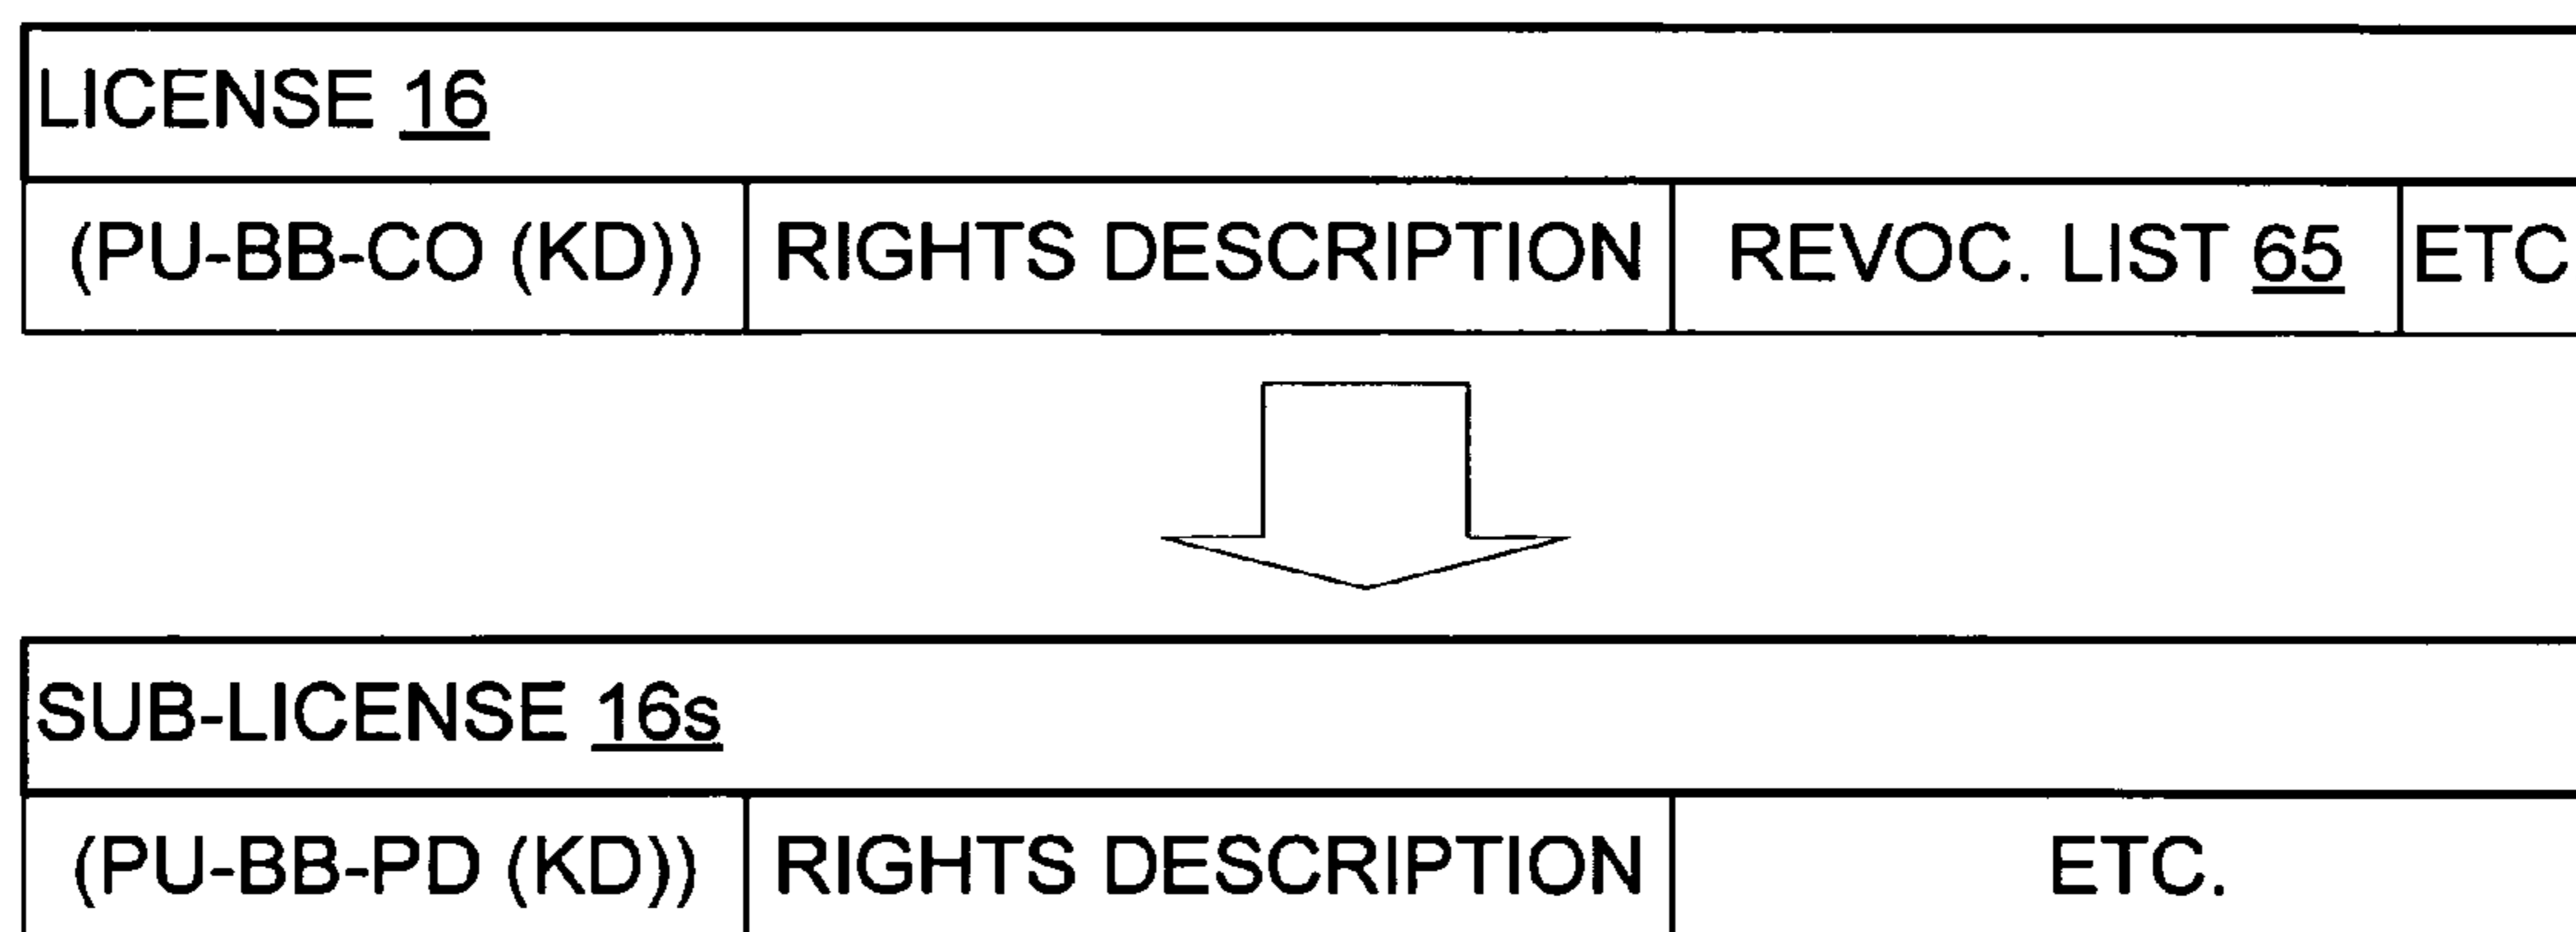 LICENSE 16
(PU-BB-CO (KD)) RIGHTS DESCRIPTION REVOC. LIST 65 ETC
SUB-LICENSE 16s
(PU-BB-PD (KD)) RIGHTS DESCRIPTION ETC.